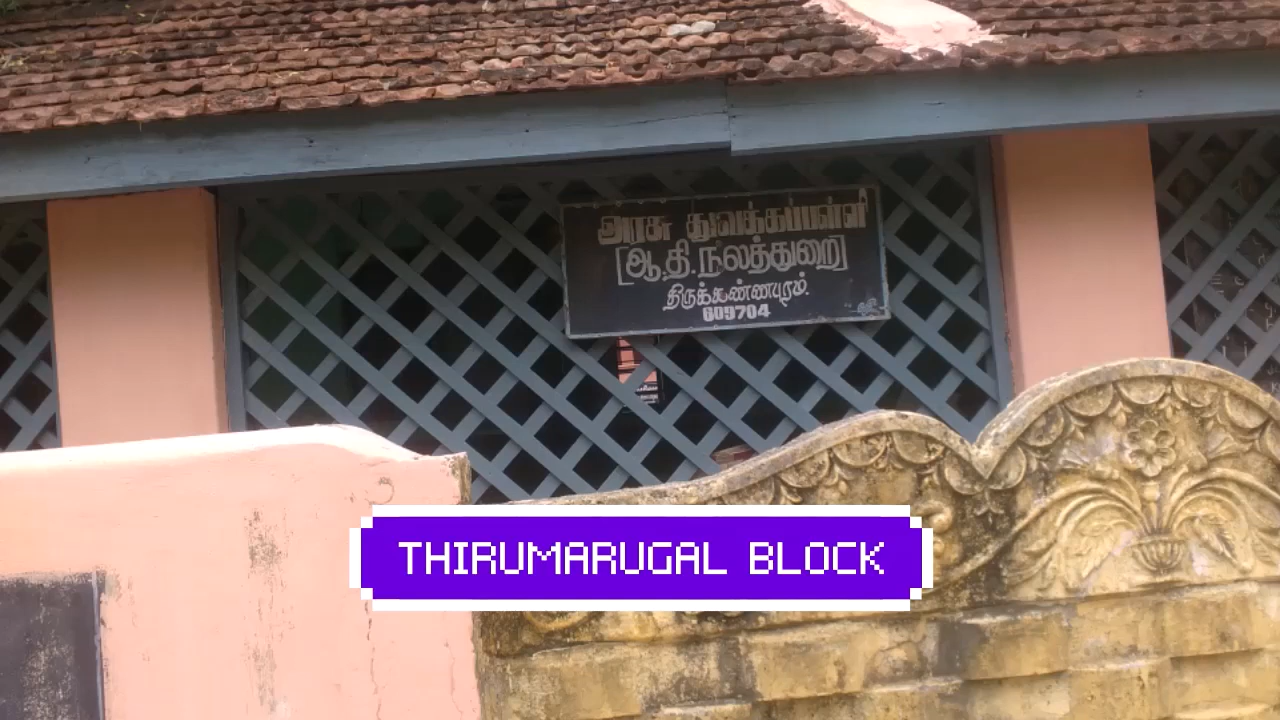 அரசு துவக்கப்பள்ளி
[ஆ.தி.நலத்துறை]
திருக்கண்ணபுரம்.
609704
THIRUMARUGAL BLOCK